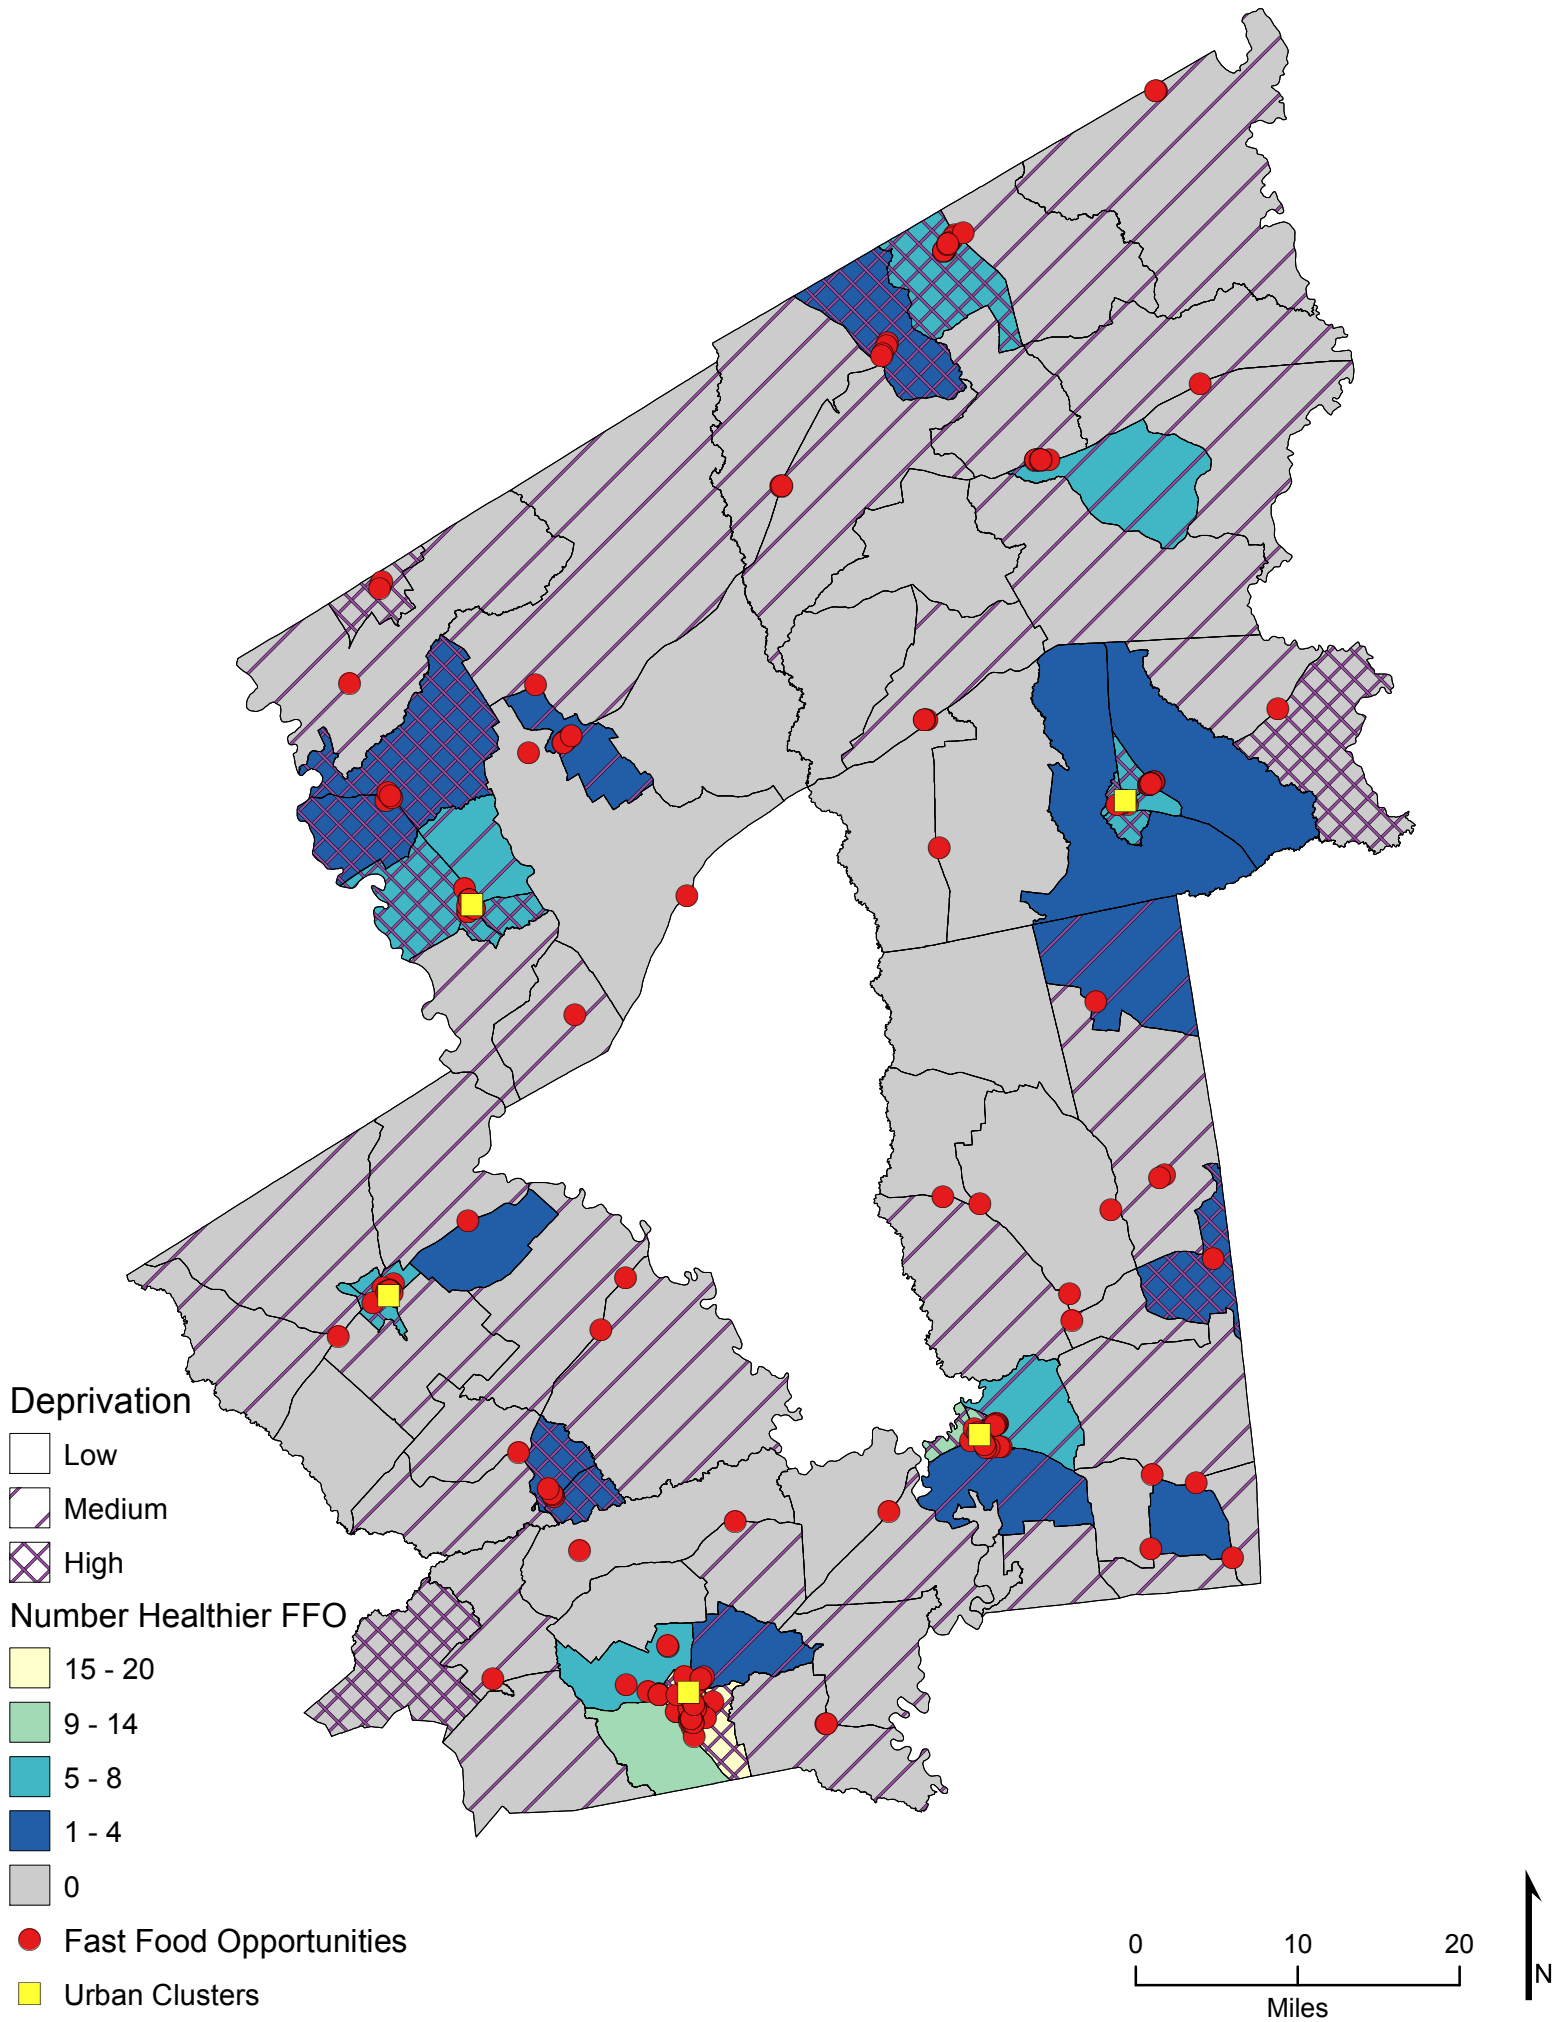 Deprivation
Low
Medium
High
Number Healthier FFO
15 - 20
9 - 14
5 - 8
1 - 4
0
Fast Food Opportunities
Urban Clusters
0 10 20
Miles
N